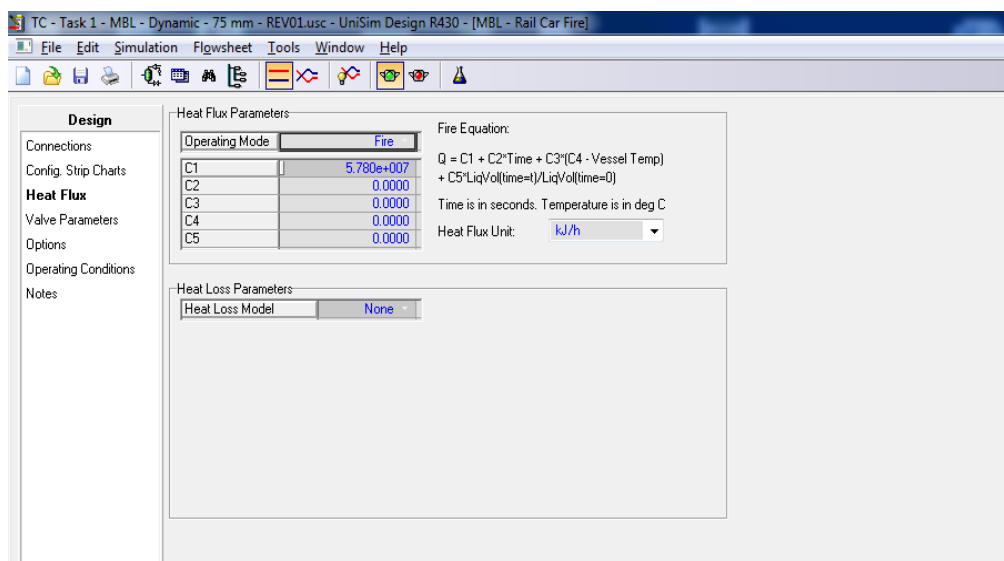 TC - Task 1 - MBL - Dynamic - 75 mm - REV01.usc - UniSim Design R430 - [MBL - Rail Car Fire]
File Edit Simulation Flowsheet Tools Window Help
Design
Connections
Config. Strip Charts
Heat Flux
Valve Parameters
Options
Operating Conditions
Notes
Heat Flux Parameters
Operating Mode Fire
C1 5.780e+007
C2 0.0000
C3 0.0000
C4 0.0000
C5 0.0000
Fire Equation:
Q = C1 + C2*Time + C3*(C4 - Vessel Temp)
+ C5*LiqVol(time=t)/LiqVol(time=0)
Time is in seconds. Temperature is in deg C
Heat Flux Unit: kJ/h
Heat Loss Parameters
Heat Loss Model None